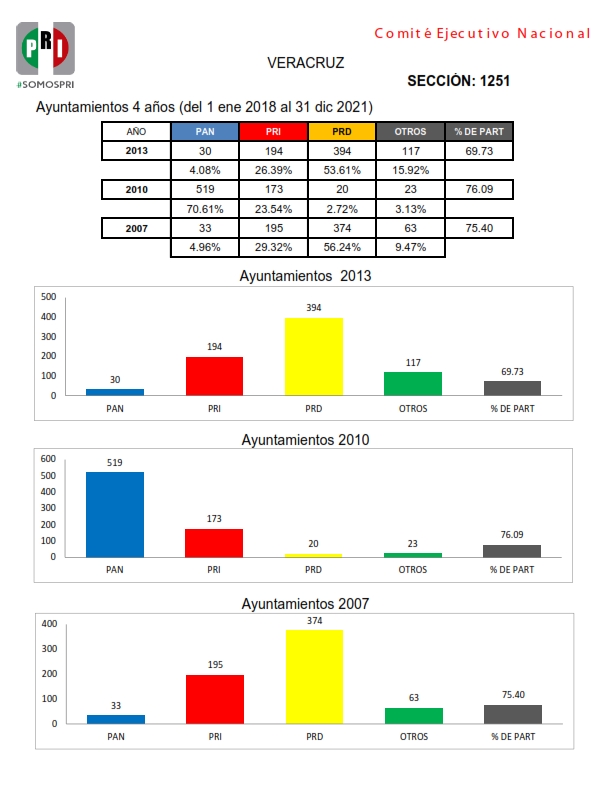 Comité Ejecutivo Nacional
PRI
#SOMOSPRI
VERACRUZ
SECCIÓN: 1251
Ayuntamientos 4 años (del 1 ene 2018 al 31 dic 2021)
AÑO PAN PRI PRD OTROS % DE PART
2013 30 194 394 117 69.73
4.08% 26.39% 53.61% 15.92%
2010 519 173 20 23 76.09
70.61% 23.54% 2.72% 3.13%
2007 33 195 374 63 75.40
4.96% 29.32% 56.24% 9.47%
Ayuntamientos 2013
500
400
300
200
100
0
30 194 394 117 69.73
PAN PRI PRD OTROS % DE PART
Ayuntamientos 2010
600
500
400
300
200
100
0
519 173 20 23 76.09
PAN PRI PRD OTROS % DE PART
Ayuntamientos 2007
400
300
200
100
0
33 195 374 63 75.40
PAN PRI PRD OTROS % DE PART